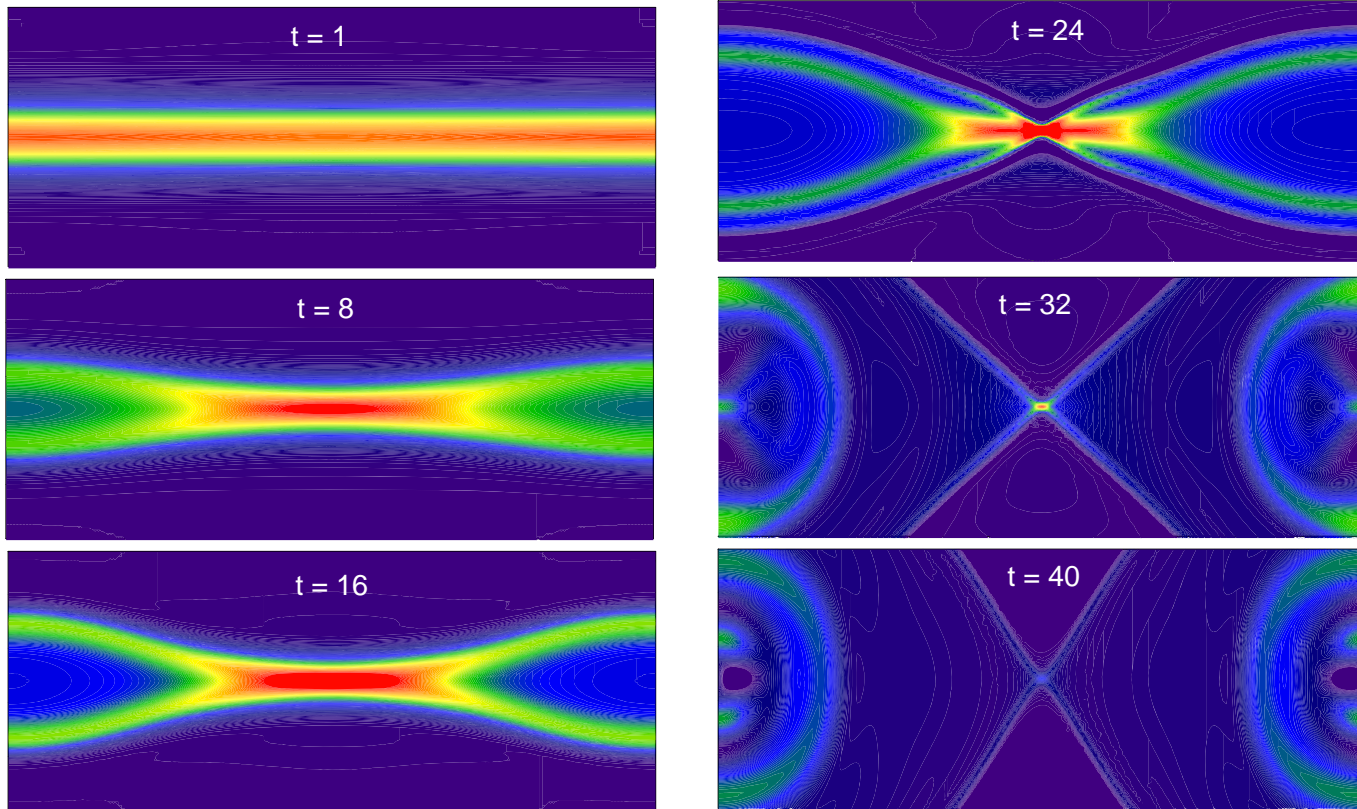 t = 1
t = 8
t = 16
t = 24
t = 32
t = 40